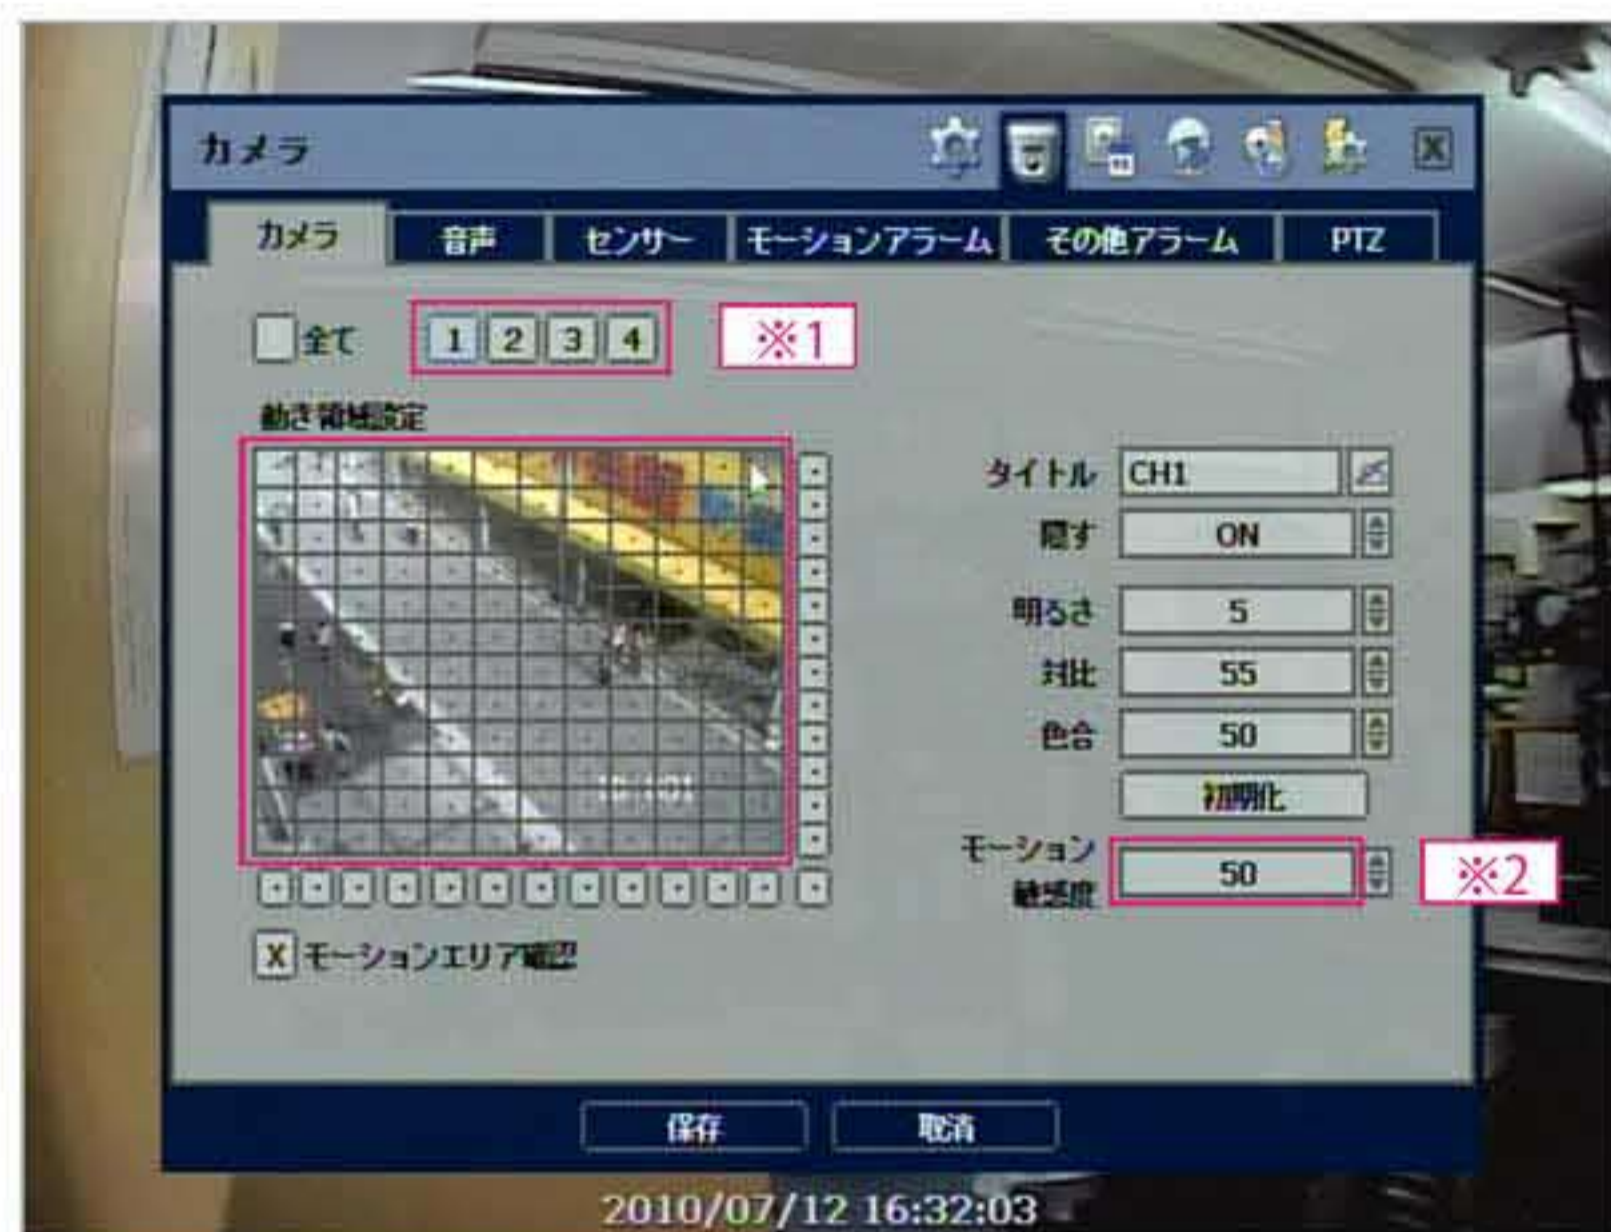 カメラ
カメラ 音声 センサー モーションアラーム その他アラーム PTZ
全て 1 2 3 4 ※1
動き領域設定
タイトル CH1
隠す ON
明るさ 5
対比 55
色合 50
初期化
モーション敏感度 50 ※2
X モーションエリア確認
保存 取消
2010/07/12 16:32:03